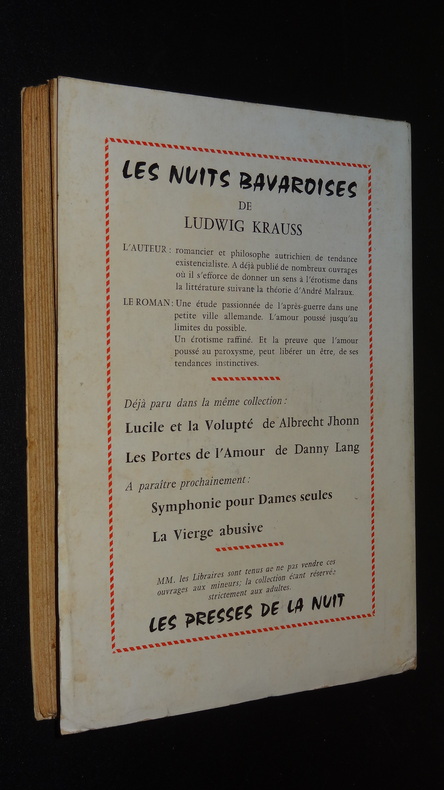 LES NUITS BAVAROISES
DE
LUDWIG KRAUSS
L'AUTEUR : romancier et philosophe autrichien de tendance
existencialiste. A déjà publié de nombreux ouvrages
où il s'efforce de donner un sens à l'érotisme dans
la littérature suivant la théorie d'André Malraux.
LE ROMAN : Une étude passionnée de l'après-guerre dans une
petite ville allemande. L'amour poussé jusqu'au
limites du possible.
Un érotisme raffiné. Et la preuve que l'amour
poussé au paroxysme, peut libérer un être, de ses
tendances instinctives.
Déjà paru dans la même collection :
Lucile et la Volupté de Albrecht Jhonn
Les Portes de l'Amour de Danny Lang
A paraître prochainement :
Symphonie pour Dames seules
La Vierge abusive
MM. les Libraires sont tenus de ne pas vendre ces
ouvrages aux mineurs; la collection étant réservée
strictement aux adultes.
LES PRESSES DE LA NUIT